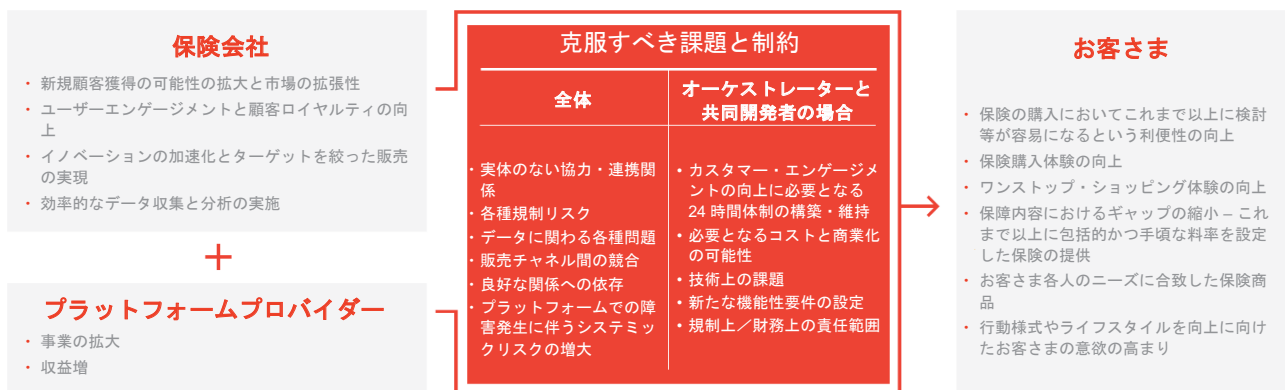 保険会社
・ 新規顧客獲得の可能性の拡大と市場の拡張性
・ ユーザーエンゲージメントと顧客ロイヤルティの向
上
・ イノベーションの加速化とターゲットを絞った販売
の実現
・ 効率的なデータ収集と分析の実施
+
プラットフォームプロバイダー
・ 事業の拡大
・ 収益増
克服すべき課題と制約
全体
・ 実体のない協力・連携関
係
・ 各種規制リスク
・ データに関わる各種問題
・ 販売チャネル間の競合
・ 良好な関係への依存
・ プラットフォームでの障
害発生に伴うシステミッ
クリスクの増大
オーケストレーターと
共同開発者の場合
・ カスタマー・エンゲージメ
ントの向上に必要となる
24 時間体制の構築・維持
・ 必要となるコストと商業化
の可能性
・ 技術上の課題
・ 新たな機能性要件の設定
・ 規制上／財務上の責任範囲
お客さま
・ 保険の購入においてこれまで以上に検討
等が容易になるという利便性の向上
・ 保険購入体験の向上
・ ワンストップ・ショッピング体験の向上
・ 保障内容におけるギャップの縮小 – これ
まで以上に包括的かつ手頃な料率を設定
した保険の提供
・ お客さま各人のニーズに合致した保険商
品
・ 行動様式やライフスタイルを向上に向け
たお客さまの意欲の高まり